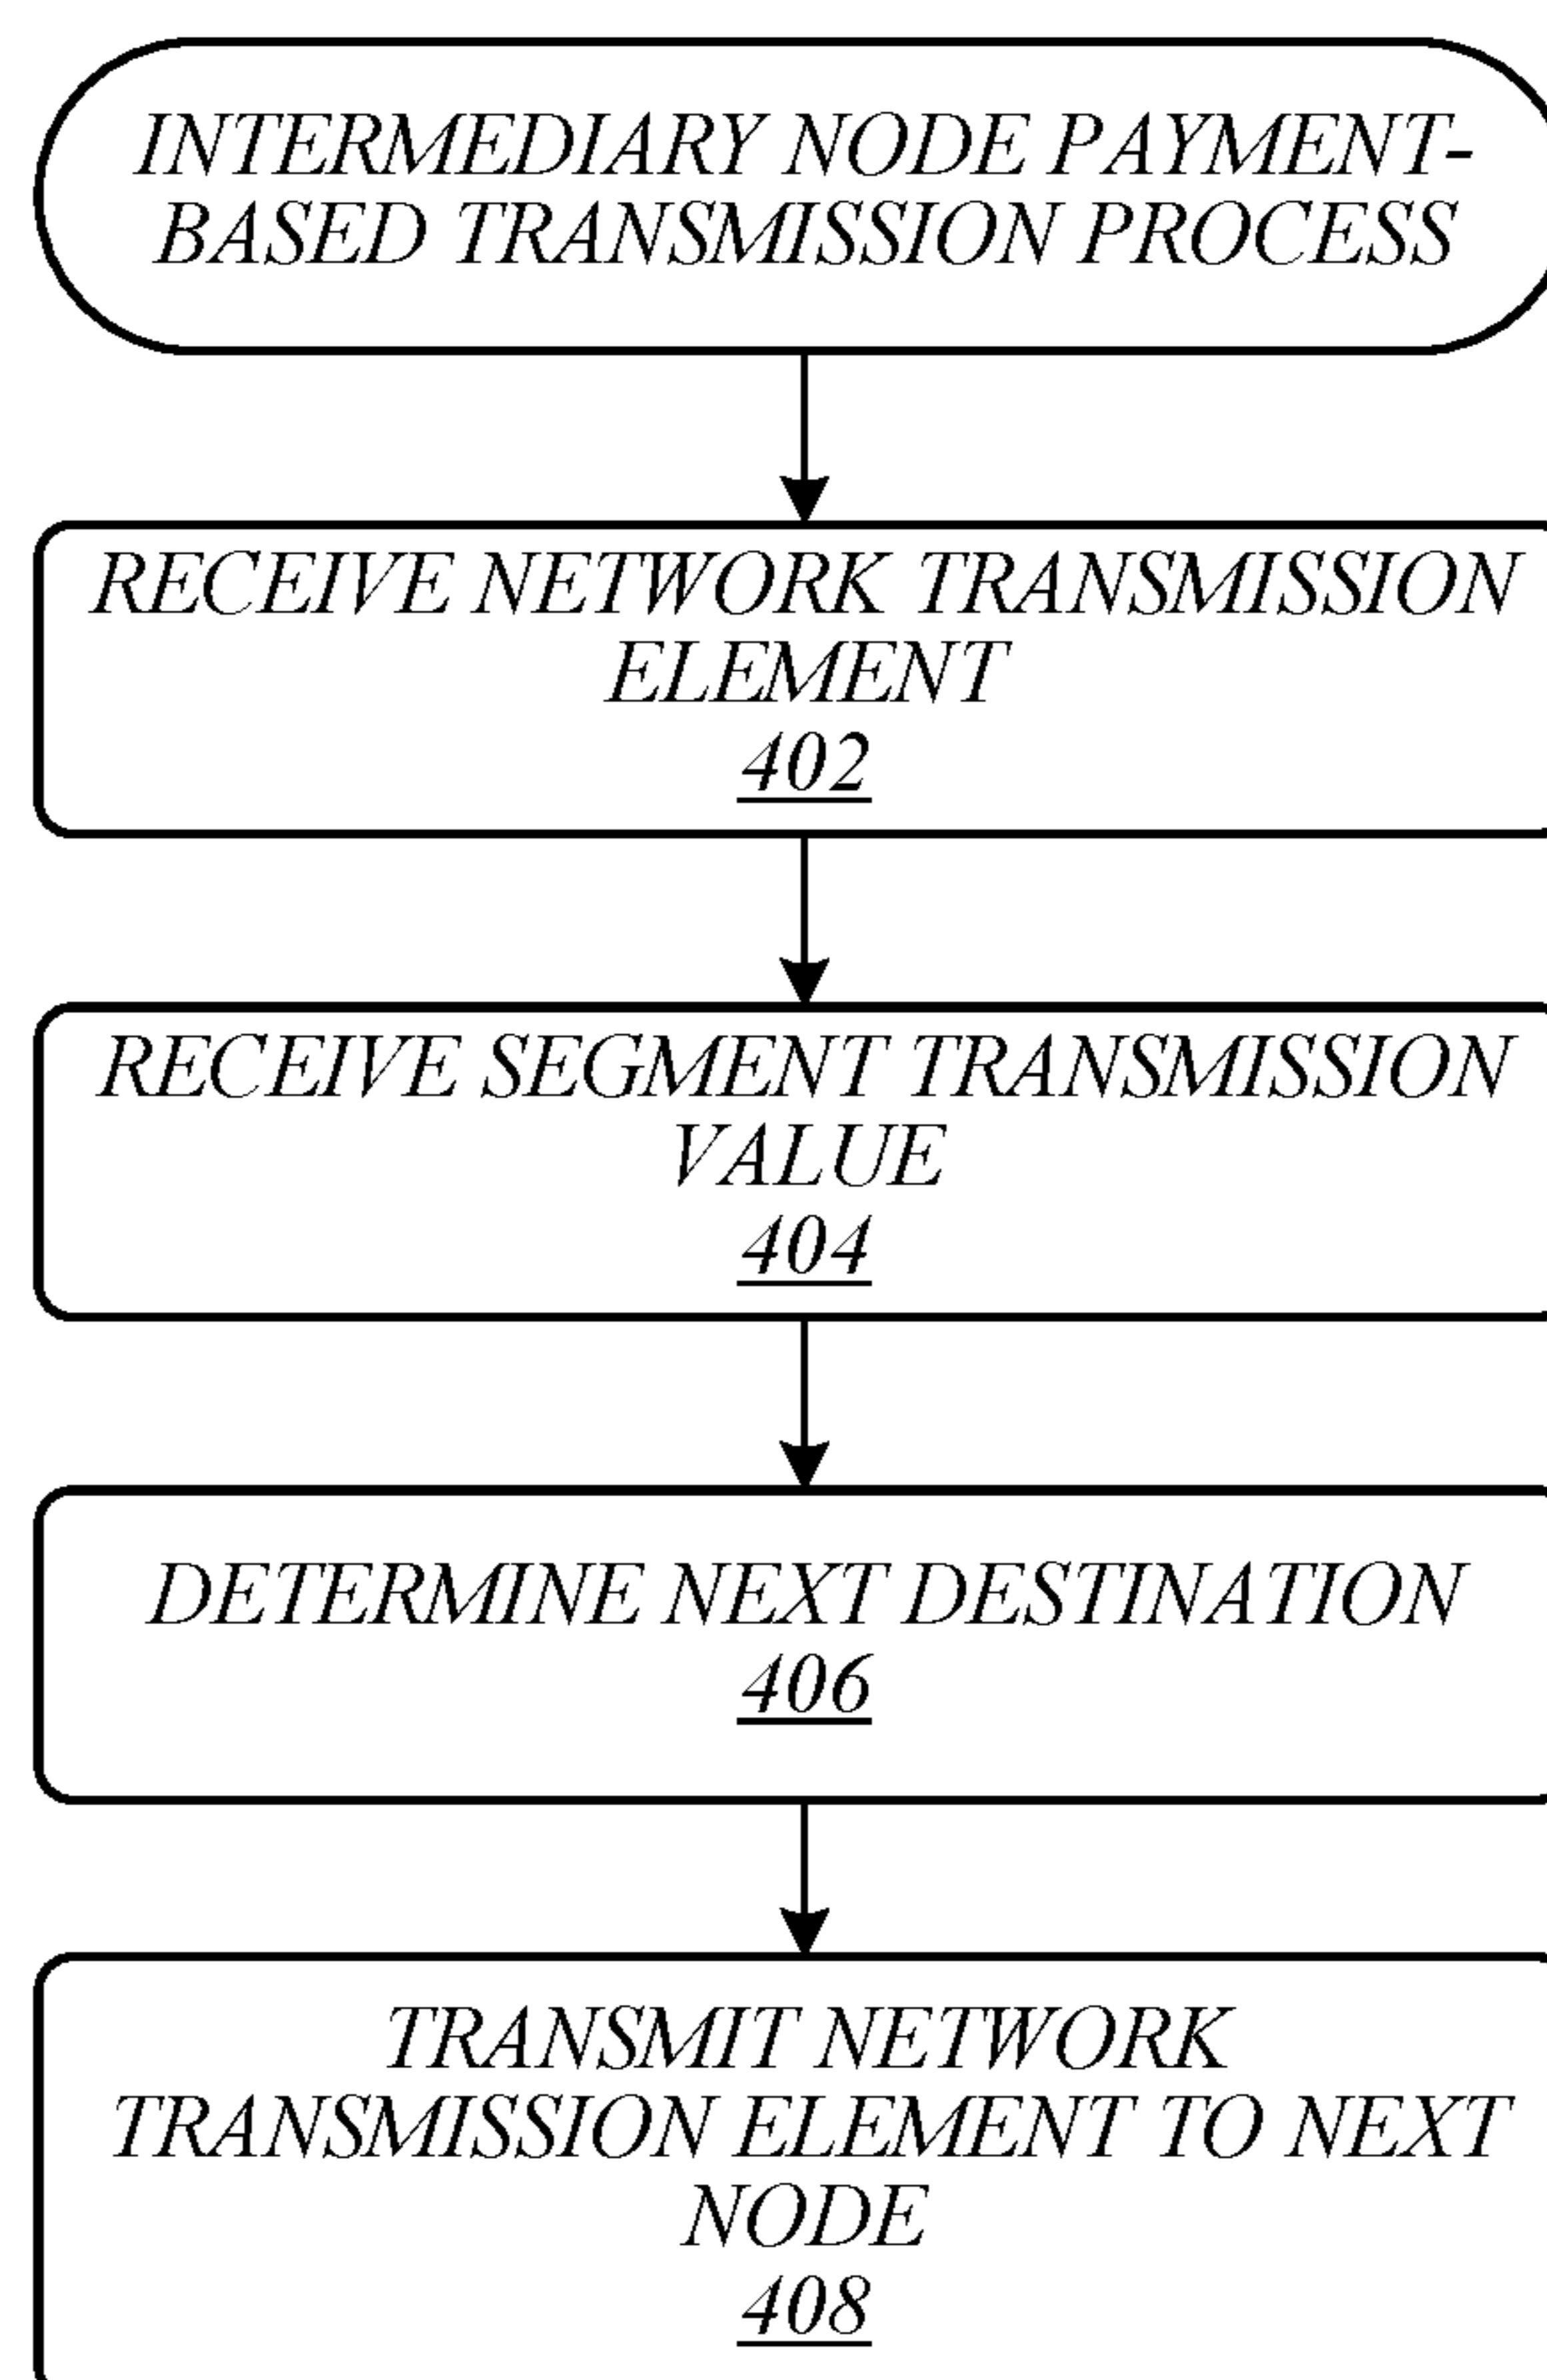 INTERMEDIARY NODE PAYMENT-
BASED TRANSMISSION PROCESS
RECEIVE NETWORK TRANSMISSION
ELEMENT
402
RECEIVE SEGMENT TRANSMISSION
VALUE
404
DETERMINE NEXT DESTINATION
406
TRANSMIT NETWORK
TRANSMISSION ELEMENT TO NEXT
NODE
408